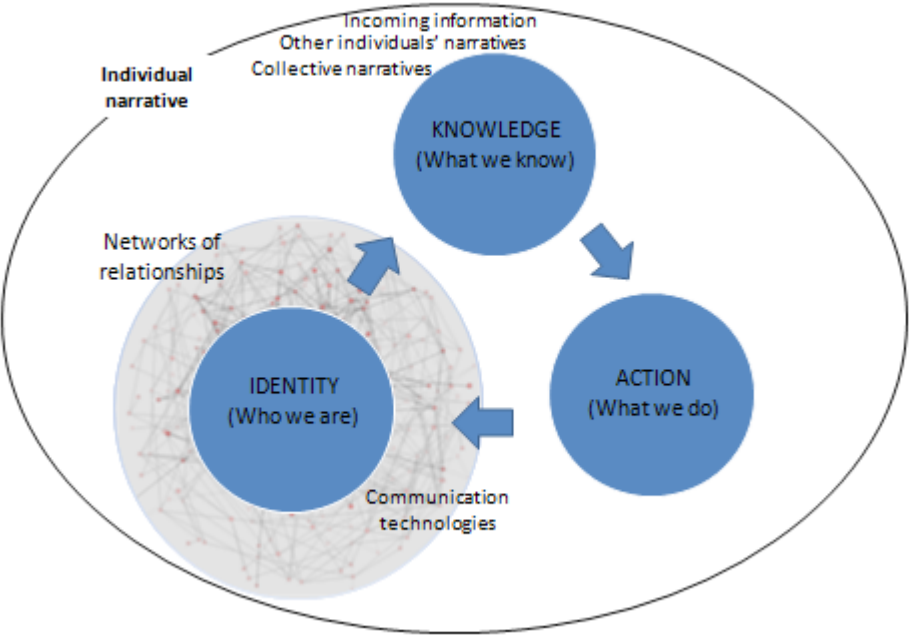 Incoming information
Other individuals’ narratives
Collective narratives
Individual
narrative
KNOWLEDGE
(What we know)
Networks of
relationships
IDENTITY
(Who we are)
ACTION
(What we do)
Communication
technologies